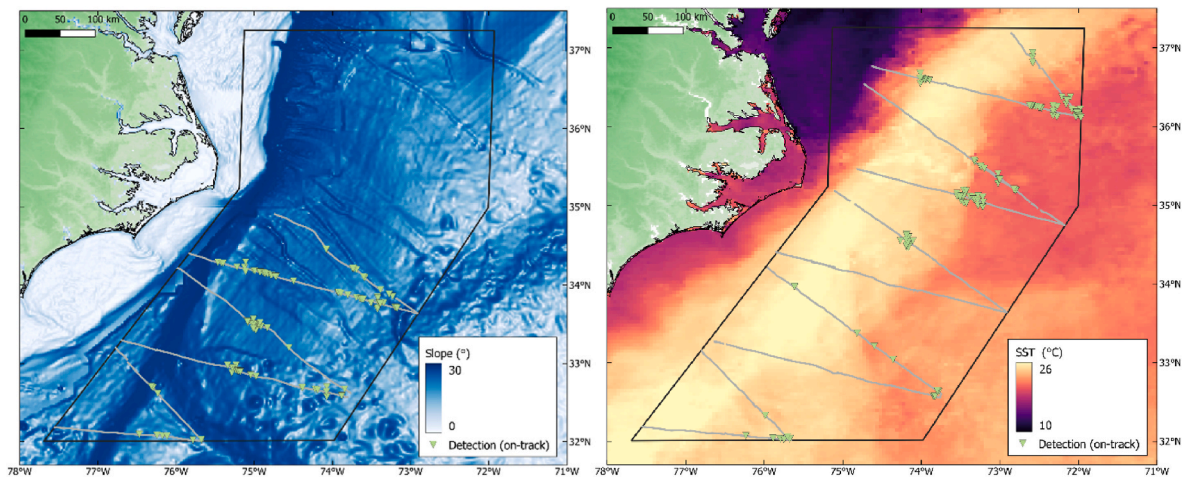 0 50 100 km
37°N
36°N
35°N
34°N
33°N
32°N
Slope (°)
30
0
Detection (on-track)
78°W 77°W 76°W 75°W 74°W 73°W 72°W 71°W
0 50 100 km
37°N
36°N
35°N
34°N
33°N
32°N
SST (°C)
26
10
Detection (on-track)
78°W 77°W 76°W 75°W 74°W 73°W 72°W 71°W